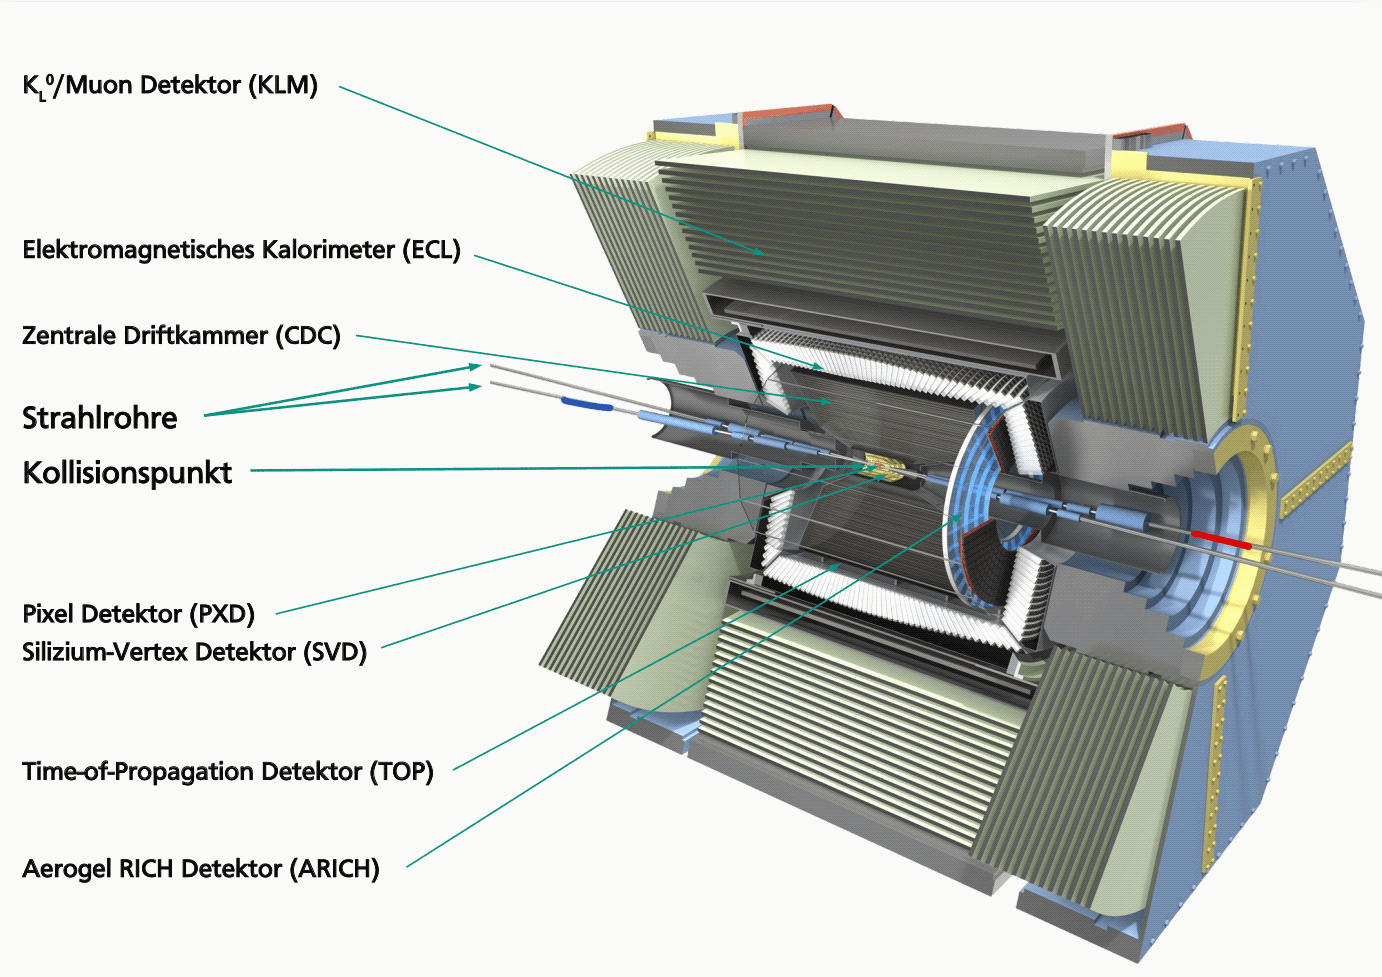 K_L^0/Muon Detektor (KLM)
Elektromagnetisches Kalorimeter (ECL)
Zentrale Driftkammer (CDC)
Strahlrohre
Kollisionspunkt
Pixel Detektor (PXD)
Silizium-Vertex Detektor (SVD)
Time-of-Propagation Detektor (TOP)
Aerogel RICH Detektor (ARICH)